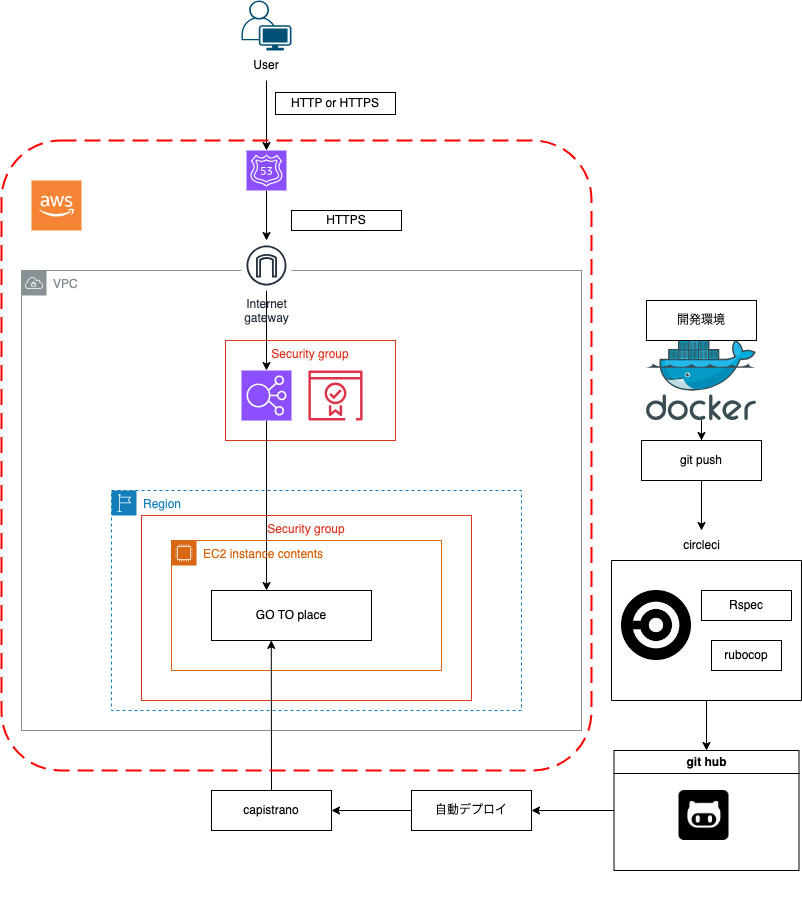 User
HTTP or HTTPS
53
aws
HTTPS
VPC
Internet
gateway
Security group
Region
Security group
EC2 instance contents
GO TO place
開発環境
docker
git push
circleci
Rspec
rubocop
git hub
自動デプロイ
capistrano